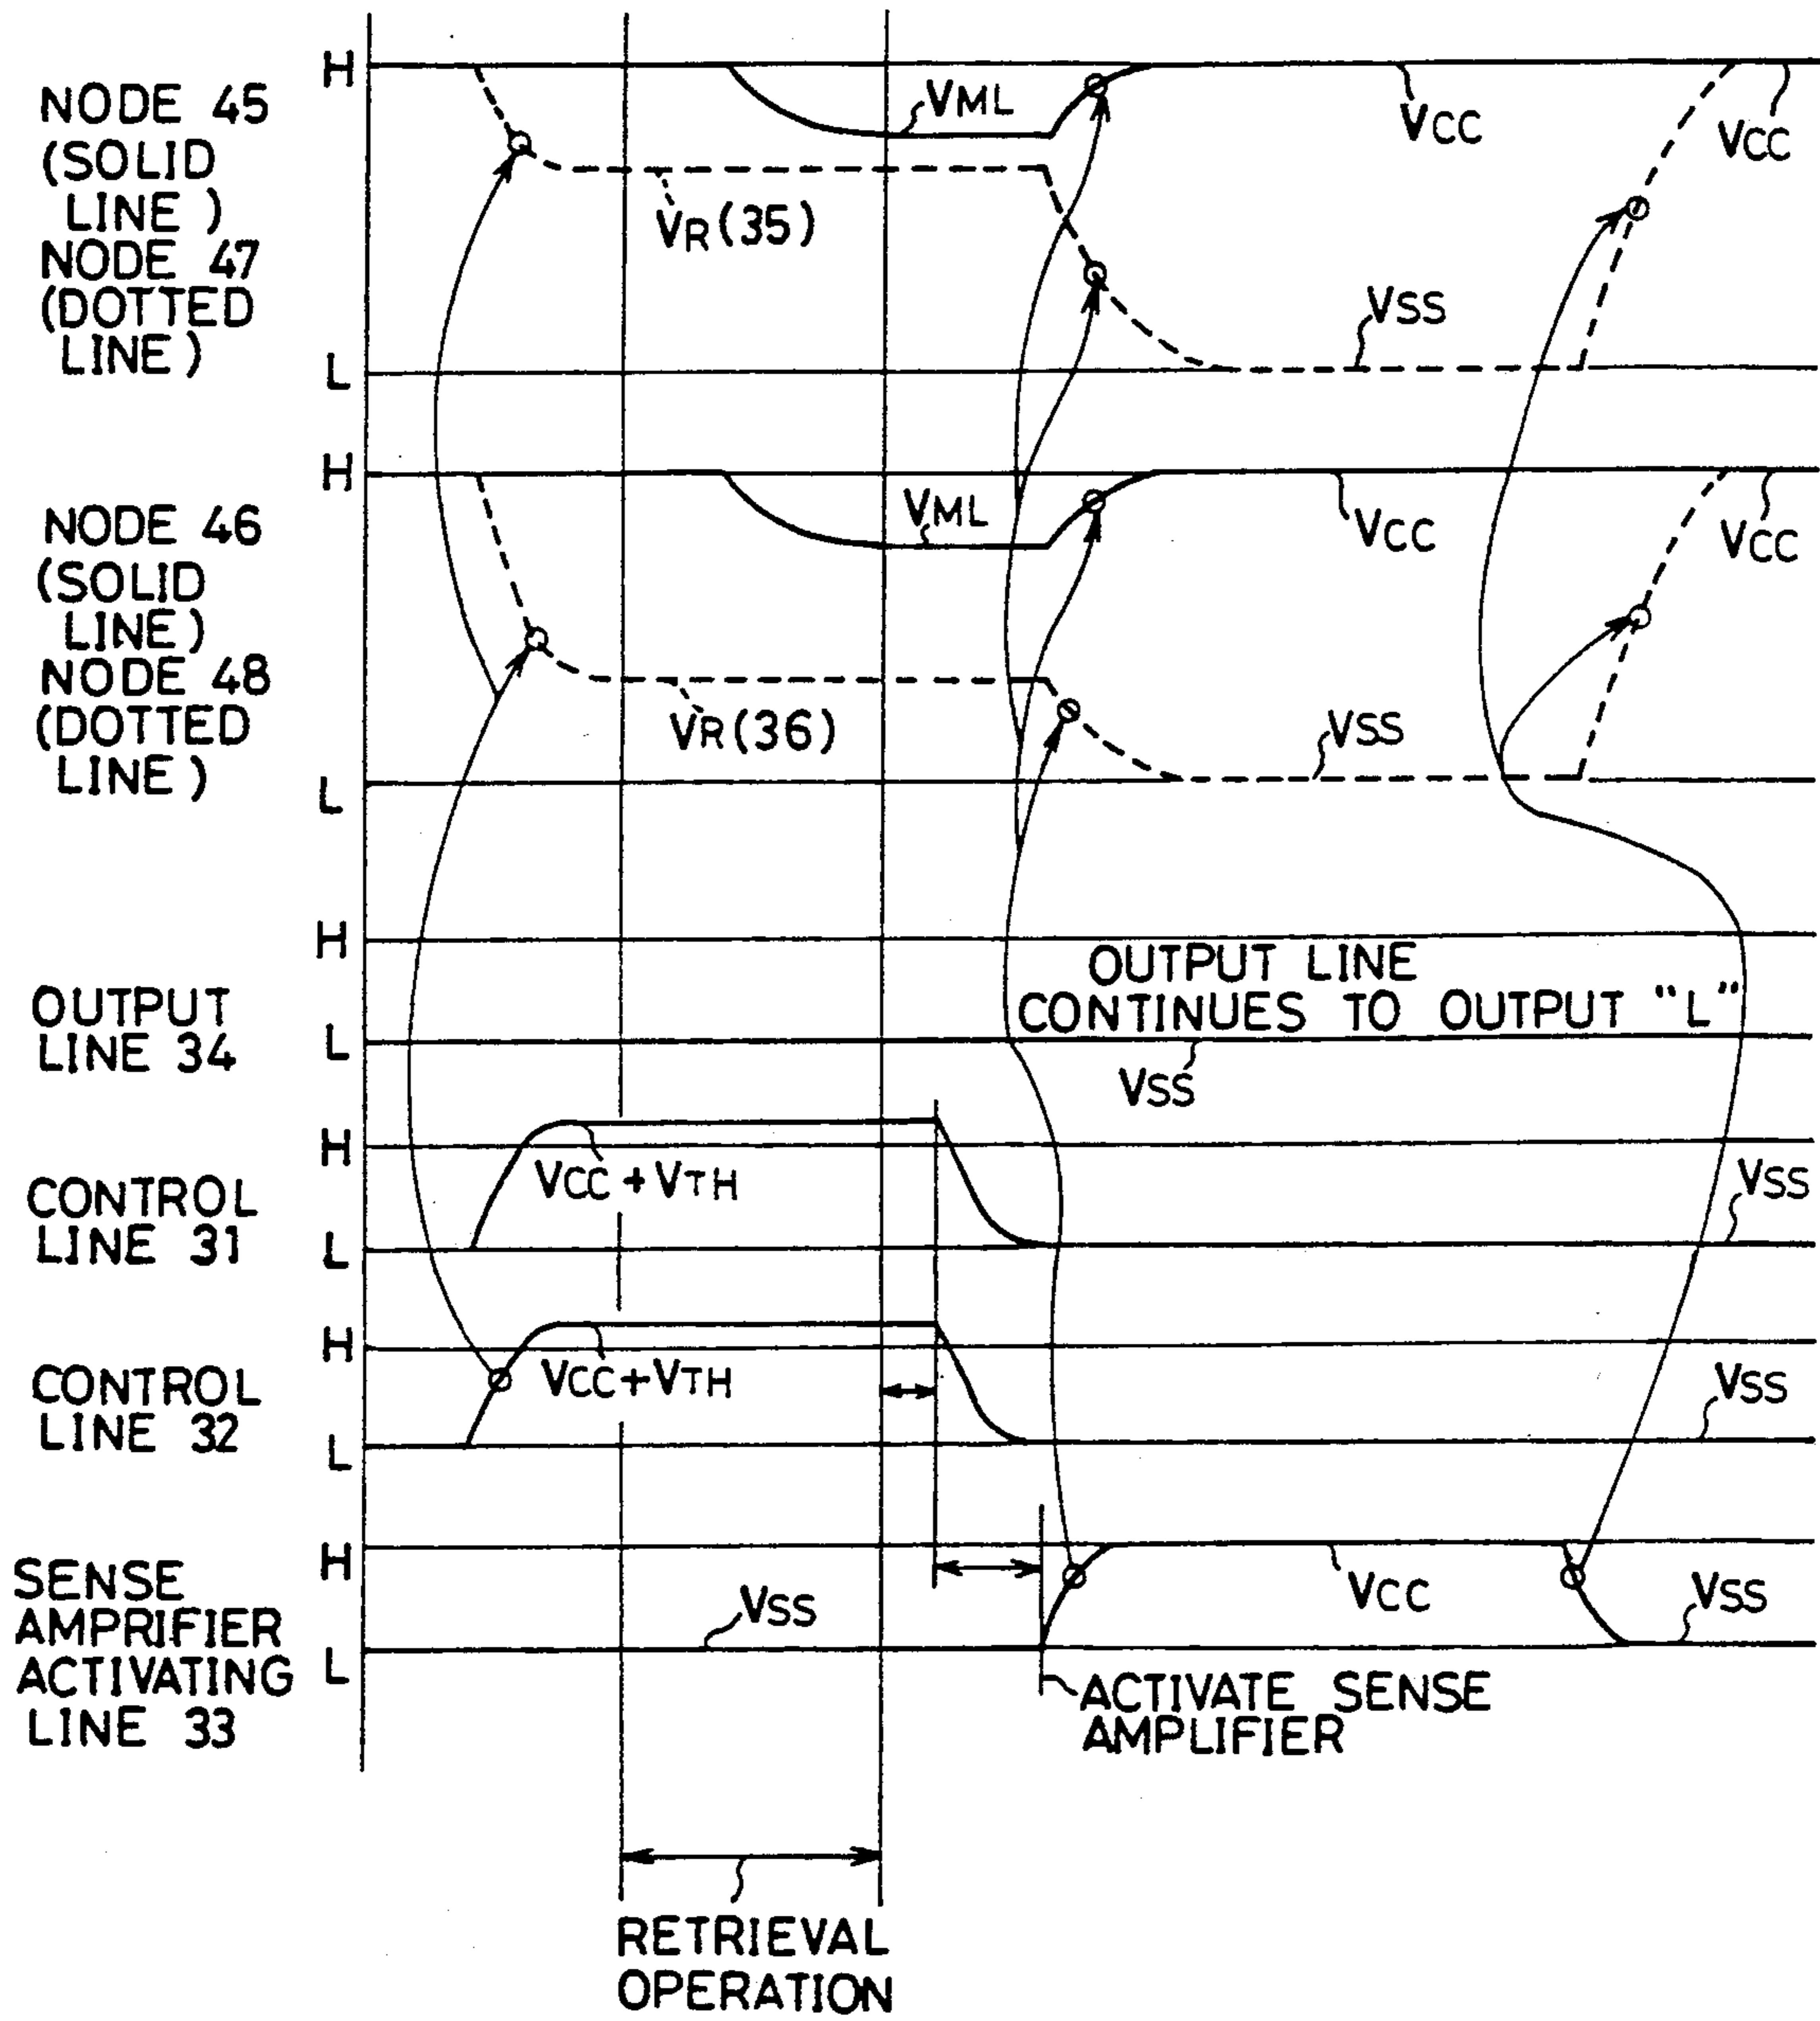 H
NODE 45
(SOLID
LINE)
NODE 47
(DOTTED
LINE)
L
VML
VCC
VCC
VR(35)
VSS
H
NODE 46
(SOLID
LINE)
NODE 48
(DOTTED
LINE)
L
VML
VCC
VCC
VR(36)
VSS
H
OUTPUT
LINE 34
L
OUTPUT LINE
CONTINUES TO OUTPUT "L"
VSS
H
CONTROL
LINE 31
L
VCC+VTH
VSS
H
CONTROL
LINE 32
L
VCC+VTH
VSS
H
SENSE
AMPRIFIER
ACTIVATING
LINE 33
L
VSS
VCC
VSS
ACTIVATE SENSE
AMPLIFIER
RETRIEVAL
OPERATION